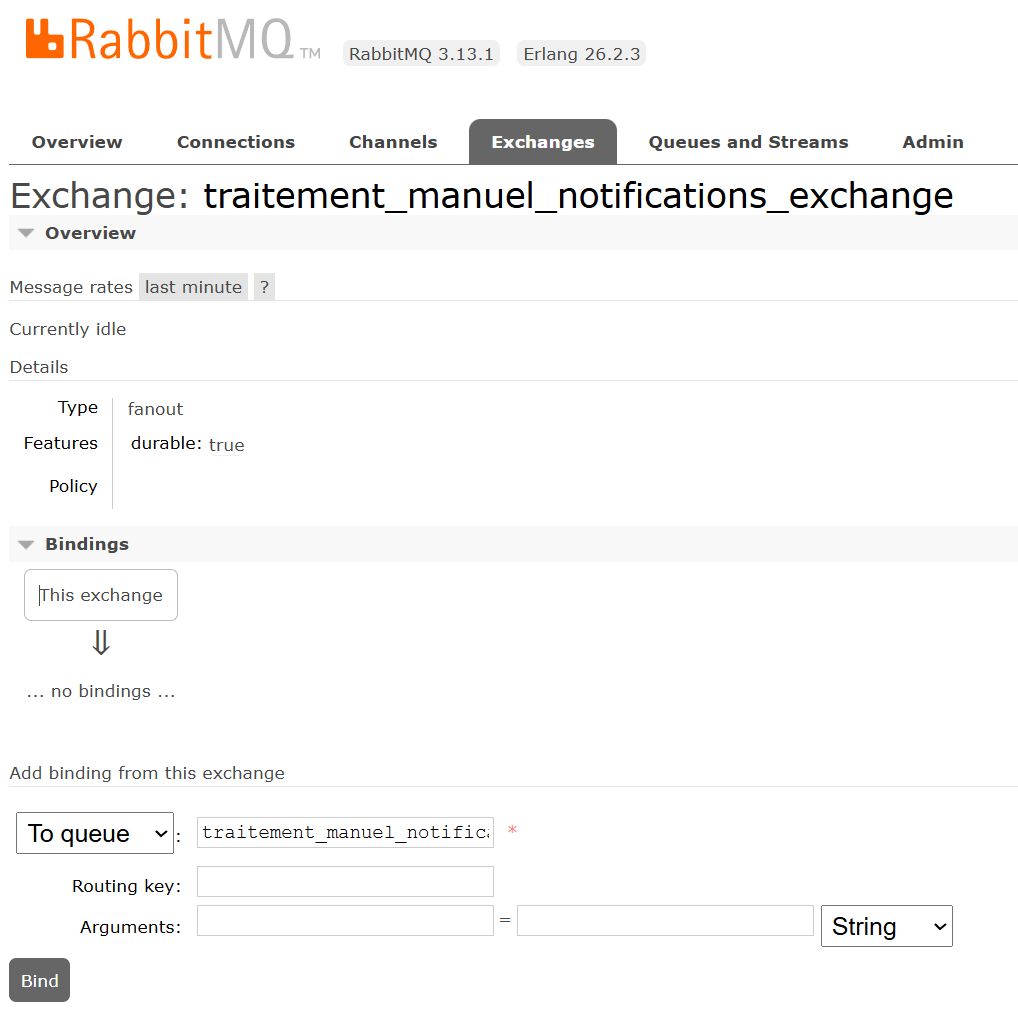 RabbitMQ TM RabbitMQ 3.13.1 Erlang 26.2.3
Overview Connections Channels Exchanges Queues and Streams Admin
Exchange: traitement_manuel_notifications_exchange
Overview
Message rates last minute ?
Currently idle
Details
Type fanout
Features durable: true
Policy
Bindings
This exchange
⇓
... no bindings ...
Add binding from this exchange
To queue : traitement_manuel_notific *
Routing key:
Arguments: = String
Bind